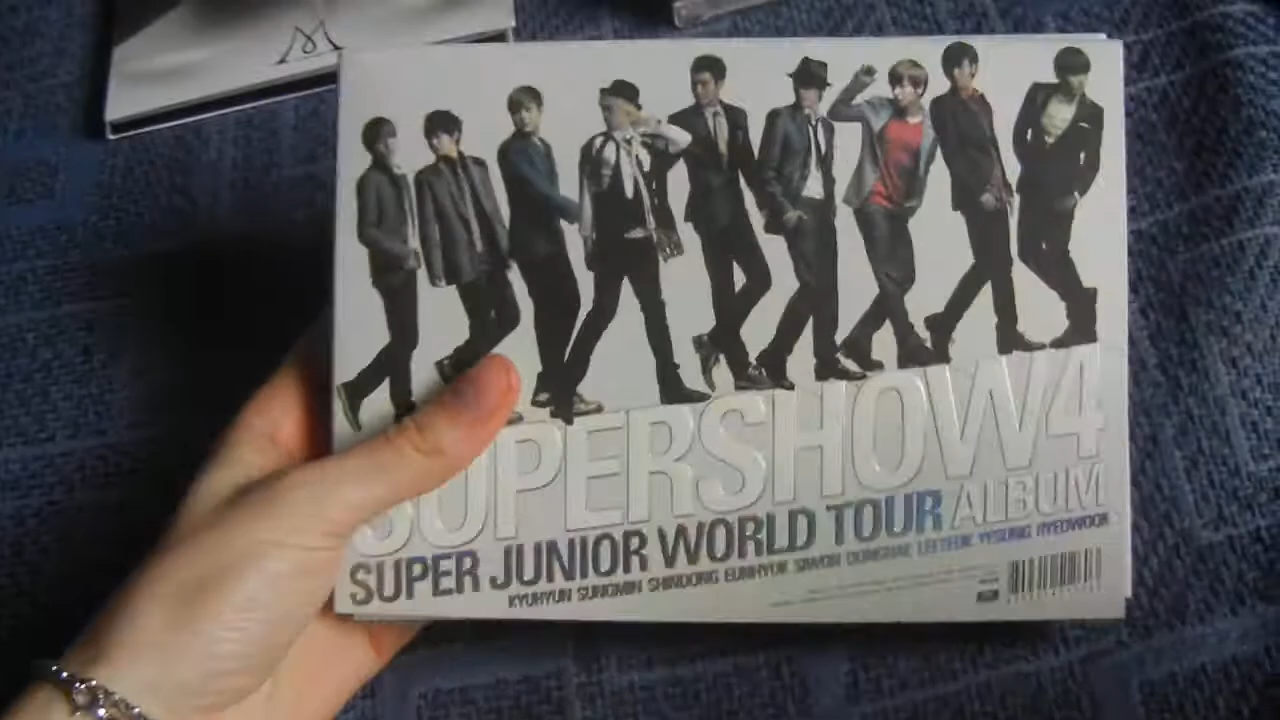 M
SUPERSHOW4
ALBUM
SUPER JUNIOR WORLD TOUR
KYUHYUN SUNGMIN SHINDONG EUNHYUK SIWON DONGHAE LEETEUK YESUNG RYEOWOOK